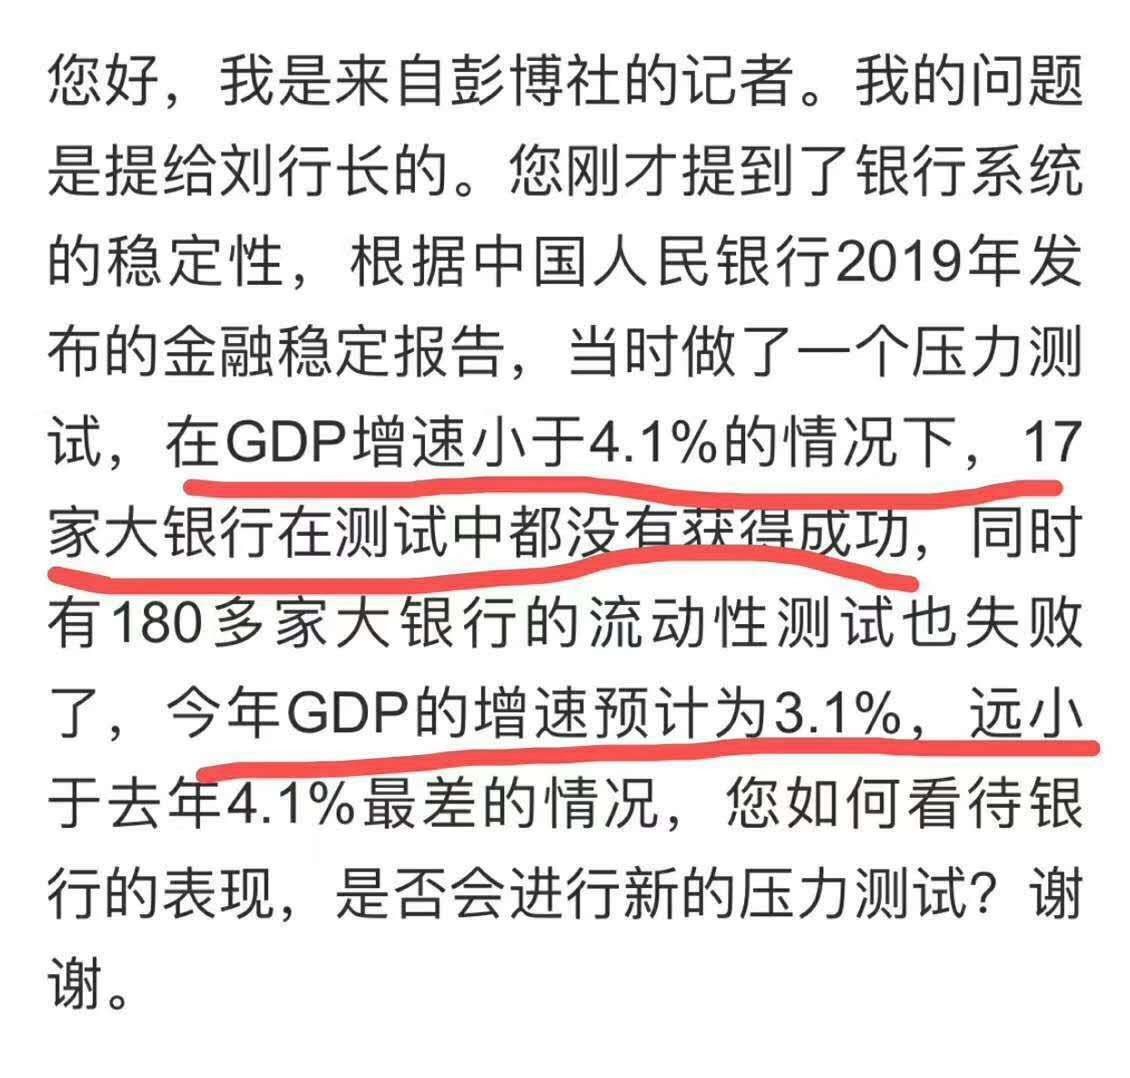 您好，我是来自彭博社的记者。我的问题
是提给刘行长的。您刚才提到了银行系统
的稳定性，根据中国人民银行2019年发
布的金融稳定报告，当时做了一个压力测
试，在GDP增速小于4.1%的情况下，17
家大银行在测试中都没有获得成功，同时
有180多家大银行的流动性测试也失败
了，今年GDP的增速预计为3.1%，远小
于去年4.1%最差的情况，您如何看待银
行的表现，是否会进行新的压力测试？谢
谢。